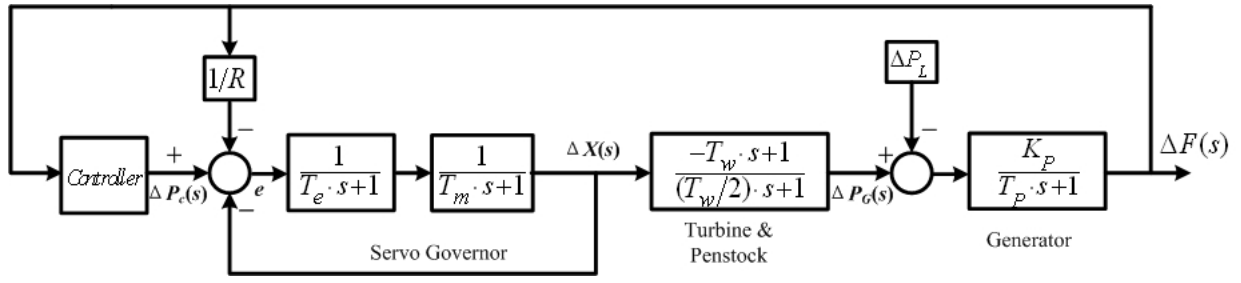 1/R
ΔP_L
Controller
+
ΔP_c(s)
−
−
e
1
T_e · s+1
1
T_m · s+1
ΔX(s)
−T_w · s+1
(T_w/2) · s+1
+
−
ΔP_G(s)
K_P
T_P · s+1
ΔF(s)
Servo Governor
Turbine &
Penstock
Generator